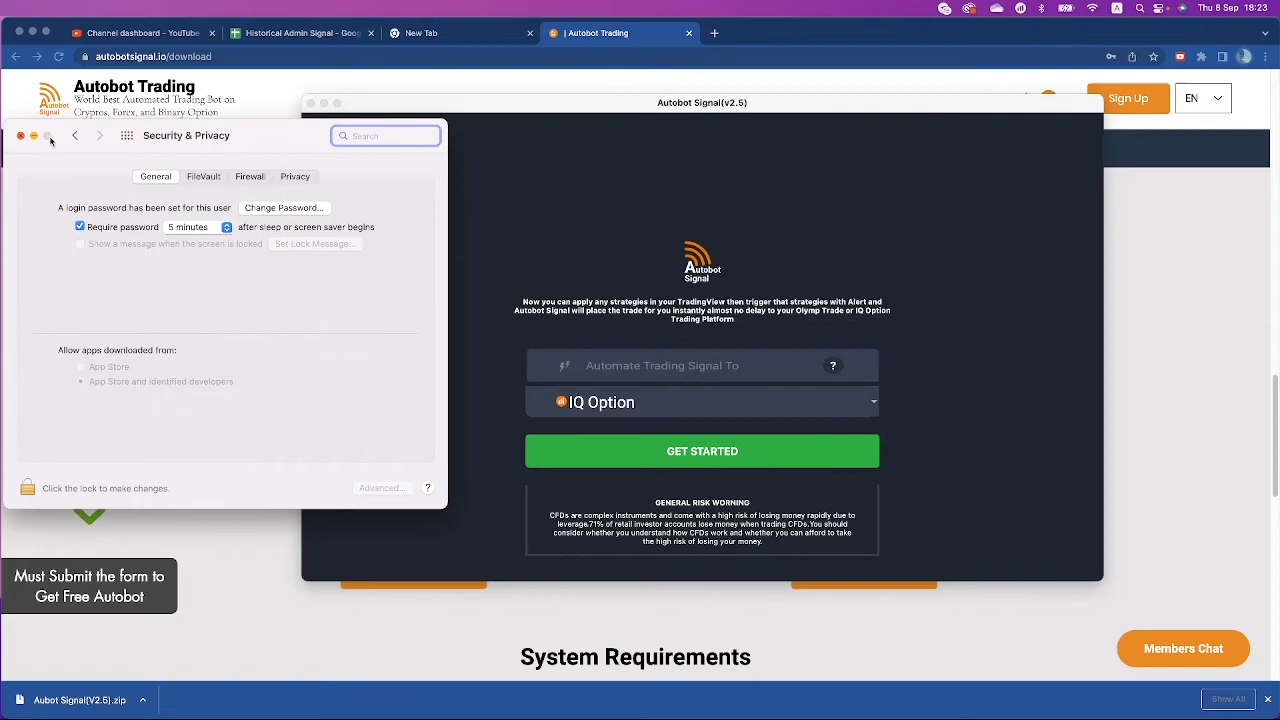 Thu 8 Sep 18:23
Channel dashboard - YouTube
Historical Admin Signal - Goog
New Tab
| Autobot Trading
autobotsignal.io/download
Autobot Trading
World Best Automated Trading Bot on
Cryptos, Forex, and Binary Option
Autobot
Signal
Sign Up
EN
Autobot Signal(v2.5)
Security & Privacy
Search
General
FileVault
Firewall
Privacy
A login password has been set for this user
Change Password...
Require password
5 minutes
after sleep or screen saver begins
Show a message when the screen is locked
Set Lock Message...
Allow apps downloaded from:
App Store
App Store and identified developers
Click the lock to make changes.
Advanced...
?
Autobot
Signal
Now you can apply any strategies in your TradingView then trigger that strategies with Alert and
Autobot Signal will place the trade for you instantly almost no delay to your Olymp Trade or IQ Option
Trading Platform
Automate Trading Signal To
?
IQ Option
GET STARTED
GENERAL RISK WORNING
CFDs are complex instruments and come with a high risk of losing money rapidly due to
leverage.71% of retail investor accounts lose money when trading CFDs.You should
consider whether you understand how CFDs work and whether you can afford to take
the high risk of losing your money.
Must Submit the form to
Get Free Autobot
System Requirements
Members Chat
Aubot Signal(V2.5).zip
Show All